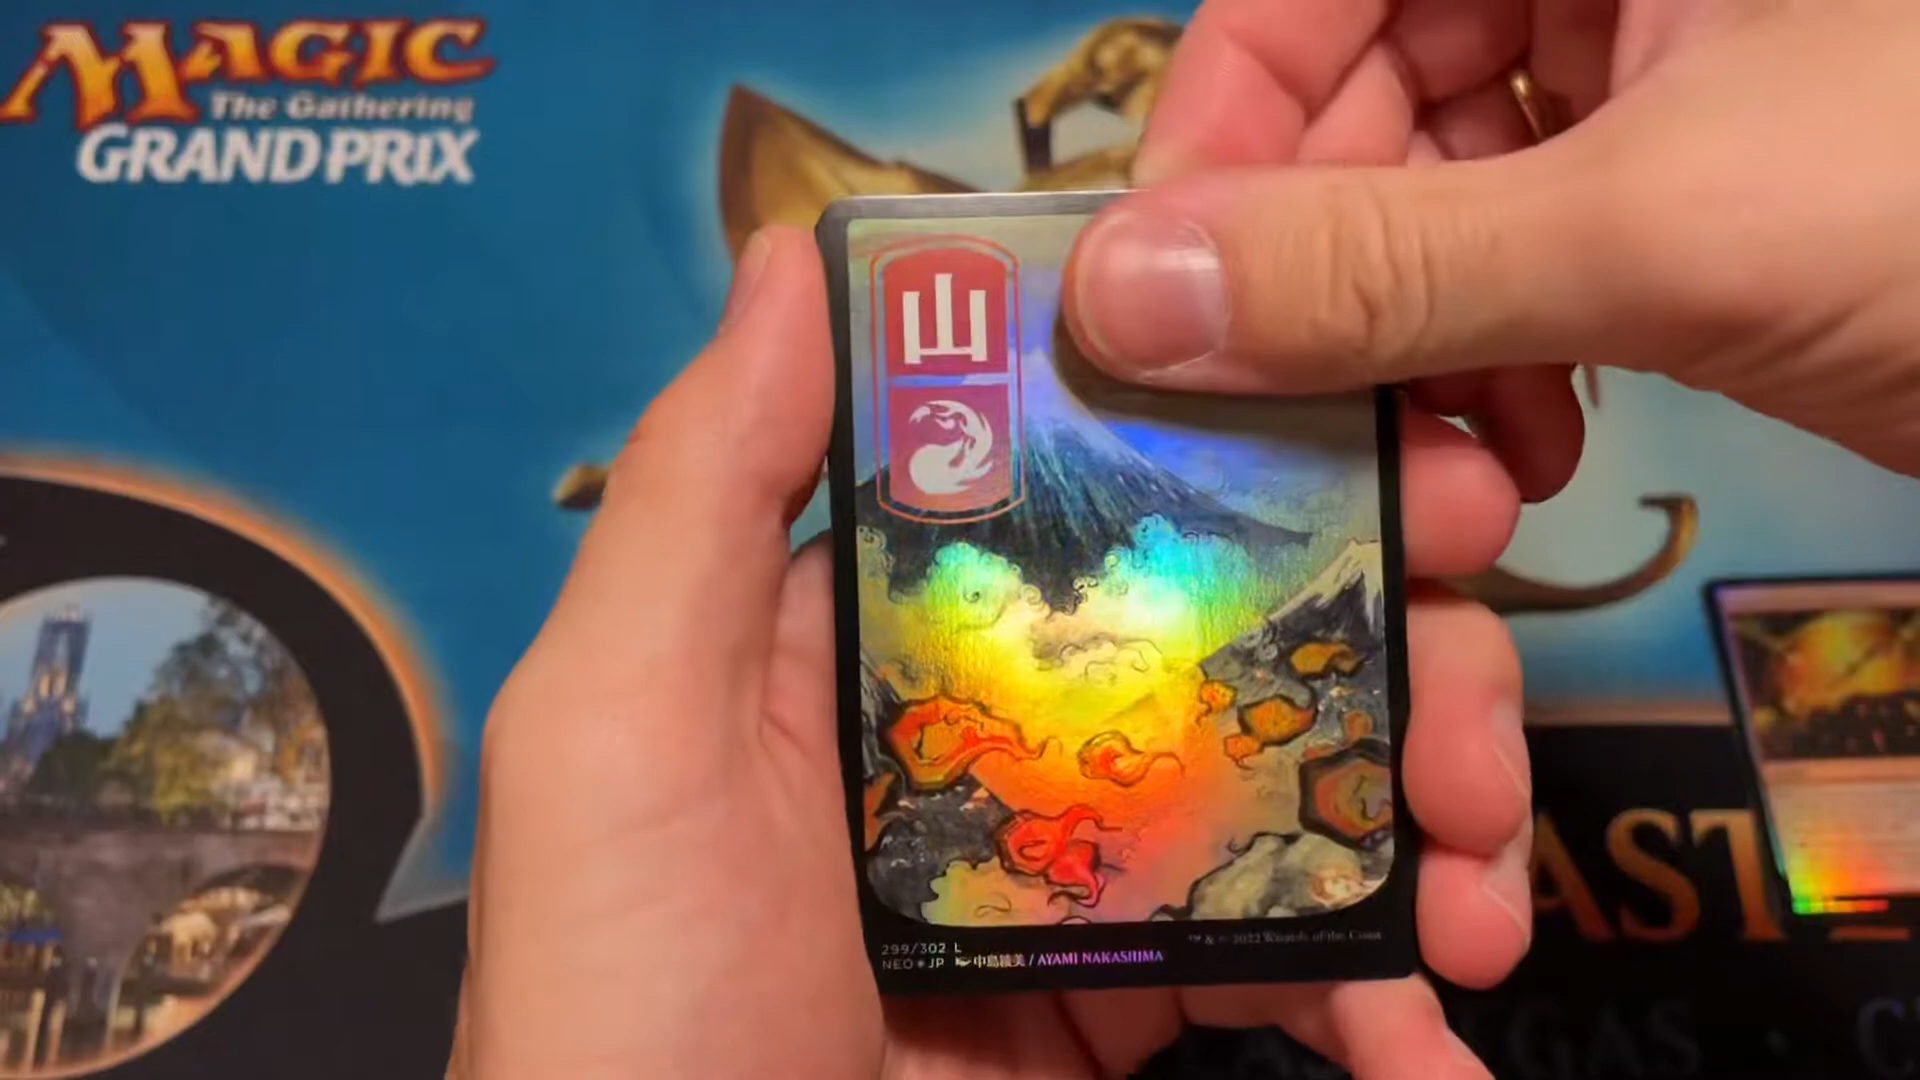 MAGIC
The Gathering
GRAND PRIX
山
299/302 L
NEO • JP 中島綾美 / AYAMI NAKASHIMA
™ & © 2022 Wizards of the Coast
AST
GAS · C